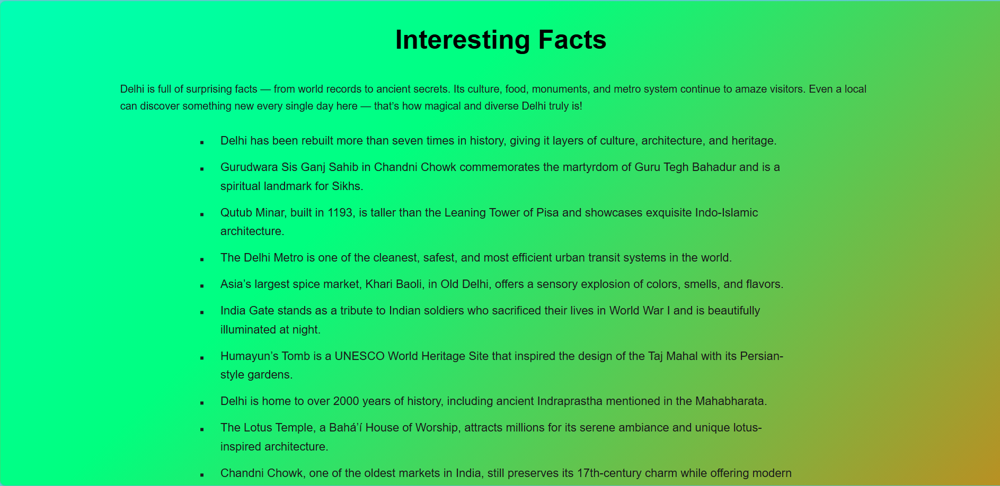 Interesting Facts
Delhi is full of surprising facts — from world records to ancient secrets. Its culture, food, monuments, and metro system continue to amaze visitors. Even a local
can discover something new every single day here — that’s how magical and diverse Delhi truly is!
▪ Delhi has been rebuilt more than seven times in history, giving it layers of culture, architecture, and heritage.
▪ Gurudwara Sis Ganj Sahib in Chandni Chowk commemorates the martyrdom of Guru Tegh Bahadur and is a
spiritual landmark for Sikhs.
▪ Qutub Minar, built in 1193, is taller than the Leaning Tower of Pisa and showcases exquisite Indo-Islamic
architecture.
▪ The Delhi Metro is one of the cleanest, safest, and most efficient urban transit systems in the world.
▪ Asia’s largest spice market, Khari Baoli, in Old Delhi, offers a sensory explosion of colors, smells, and flavors.
▪ India Gate stands as a tribute to Indian soldiers who sacrificed their lives in World War I and is beautifully
illuminated at night.
▪ Humayun’s Tomb is a UNESCO World Heritage Site that inspired the design of the Taj Mahal with its Persian-
style gardens.
▪ Delhi is home to over 2000 years of history, including ancient Indraprastha mentioned in the Mahabharata.
▪ The Lotus Temple, a Bahá’í House of Worship, attracts millions for its serene ambiance and unique lotus-
inspired architecture.
▪ Chandni Chowk, one of the oldest markets in India, still preserves its 17th-century charm while offering modern